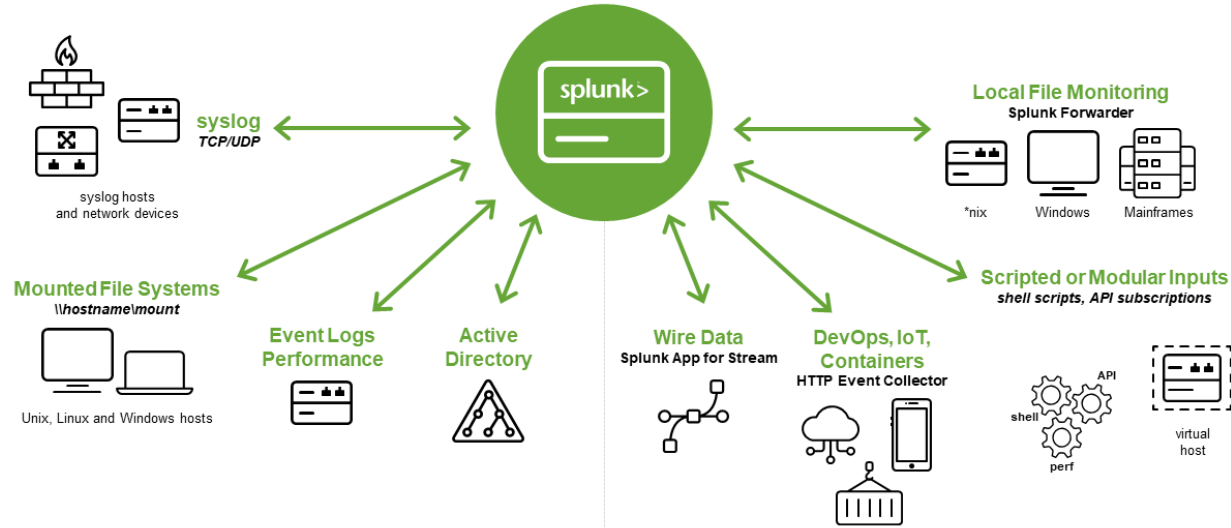 splunk>
syslog
TCP/UDP
syslog hosts
and network devices
Mounted File Systems
\\hostname\mount
Unix, Linux and Windows hosts
Event Logs
Performance
Active
Directory
Wire Data
Splunk App for Stream
DevOps, IoT,
Containers
HTTP Event Collector
Local File Monitoring
Splunk Forwarder
*nix
Windows
Mainframes
Scripted or Modular Inputs
shell scripts, API subscriptions
API
shell
perf
virtual
host